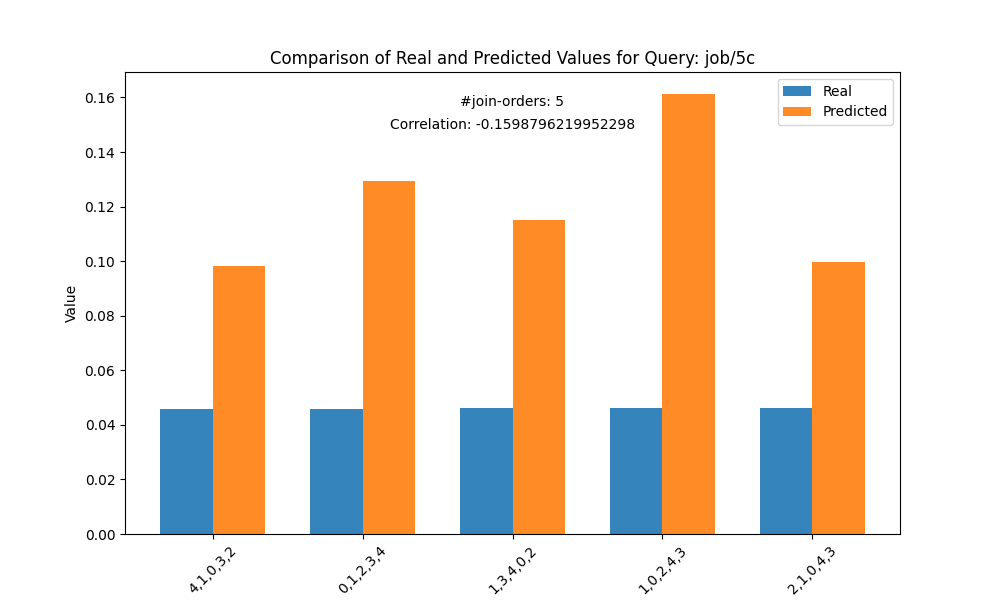 Comparison of Real and Predicted Values for Query: job/5c
#join-orders: 5
Correlation: -0.1598796219952298
Real
Predicted
Value
0.16
0.14
0.12
0.10
0.08
0.06
0.04
0.02
0.00
4,1,0,3,2
0,1,2,3,4
1,3,4,0,2
1,0,2,4,3
2,1,0,4,3